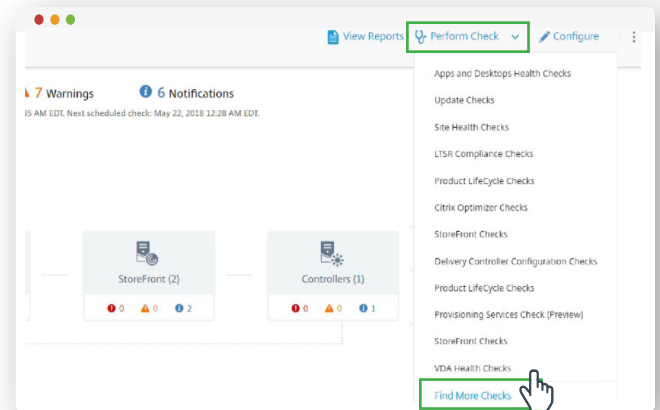 View Reports Perform Check Configure
7 Warnings 6 Notifications
AM EDT. Next scheduled check: May 22, 2018 12:28 AM EDT.
Apps and Desktops Health Checks
Update Checks
Site Health Checks
LTSR Compliance Checks
Product LifeCycle Checks
Citrix Optimizer Checks
StoreFront Checks
Delivery Controller Configuration Checks
Product LifeCycle Checks
Provisioning Services Check (Preview)
StoreFront Checks
VDA Health Checks
Find More Checks
StoreFront (2)
0 0 2
Controllers (1)
0 0 1